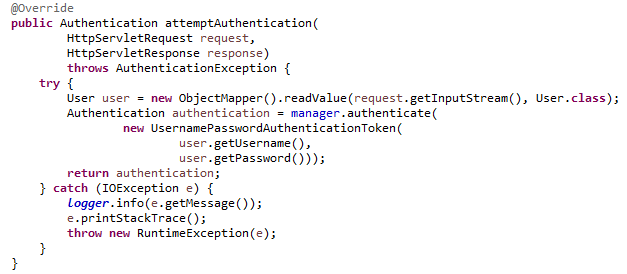 @Override
public Authentication attemptAuthentication(
        HttpServletRequest request,
        HttpServletResponse response)
        throws AuthenticationException {
    try {
        User user = new ObjectMapper().readValue(request.getInputStream(), User.class);
        Authentication authentication = manager.authenticate(
                new UsernamePasswordAuthenticationToken(
                        user.getUsername(),
                        user.getPassword()));
        return authentication;
    } catch (IOException e) {
        logger.info(e.getMessage());
        e.printStackTrace();
        throw new RuntimeException(e);
    }
}